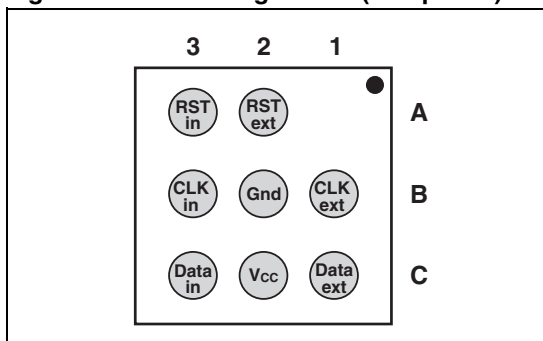 3 2 1
RST
in
RST
ext
A
CLK
in
Gnd
CLK
ext
B
Data
in
Vcc
Data
ext
C